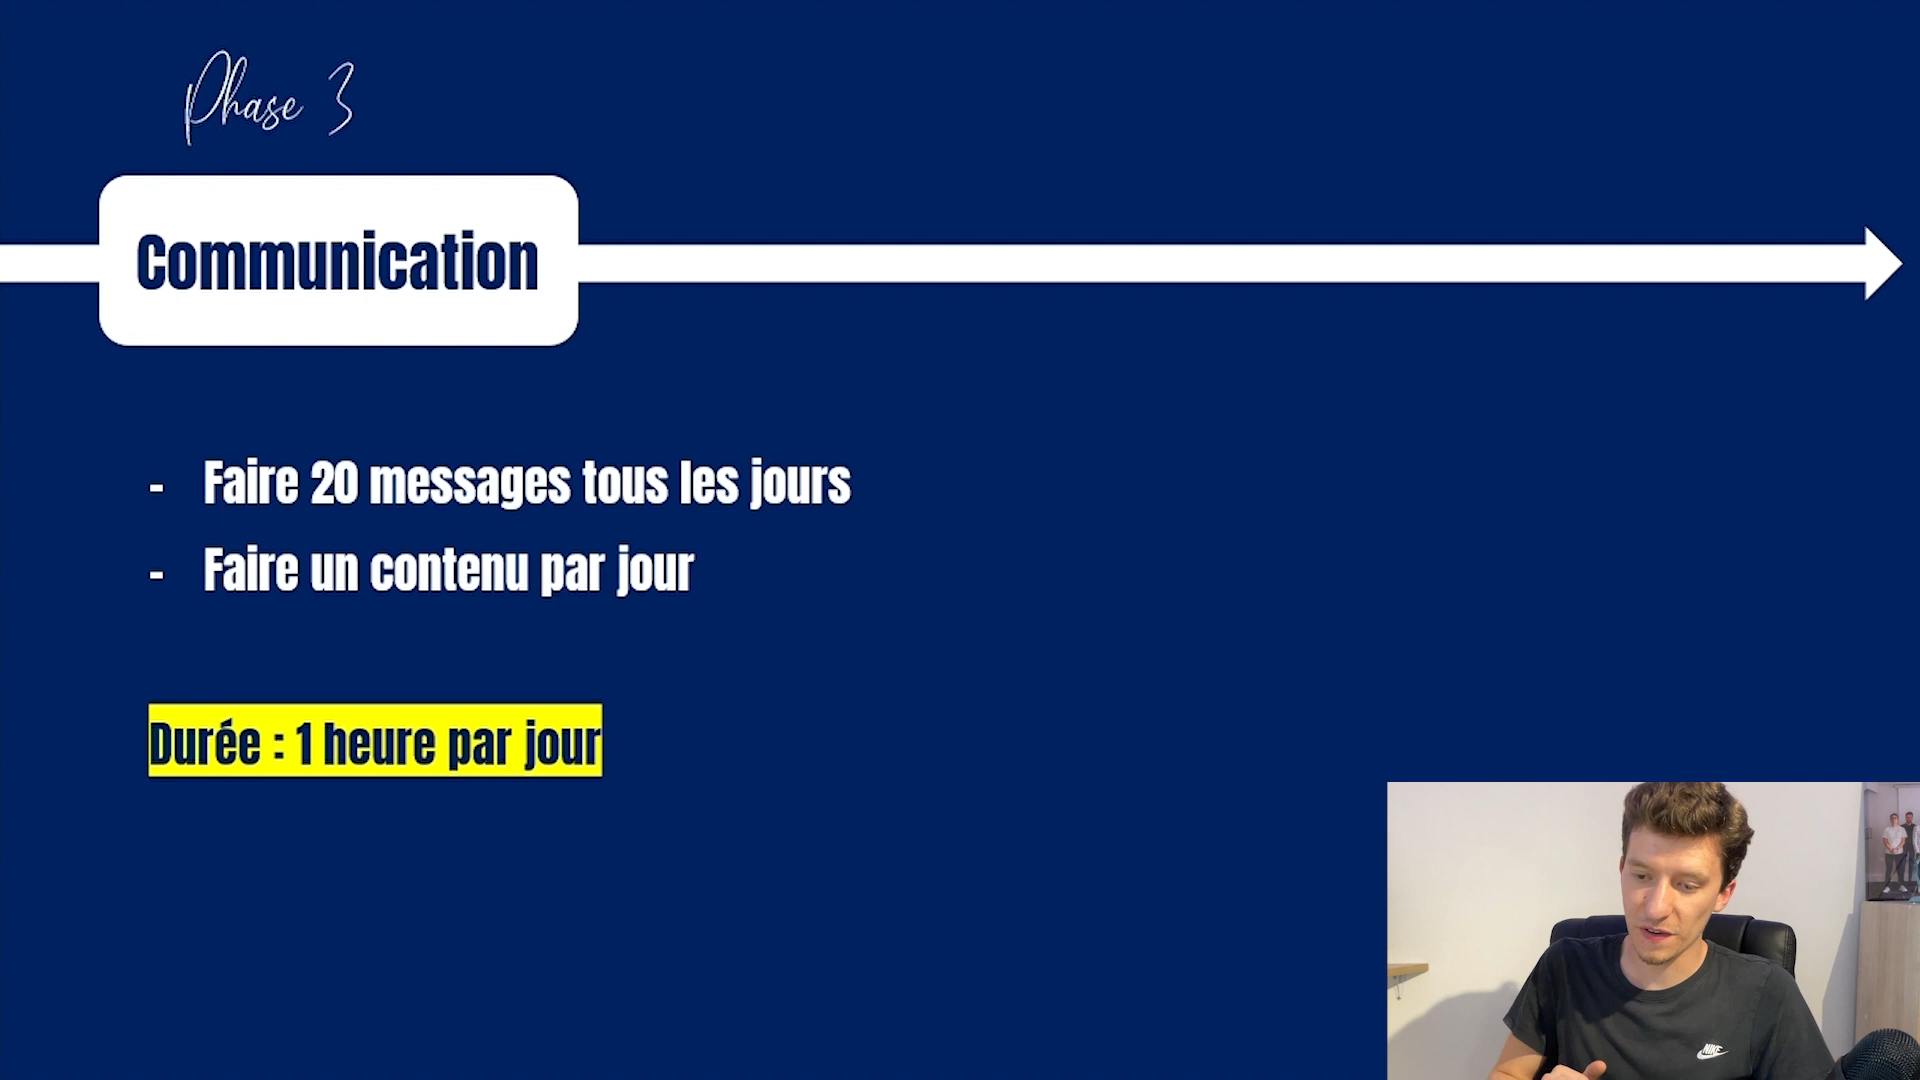 Phase 3
Communication
- Faire 20 messages tous les jours
- Faire un contenu par jour
Durée : 1 heure par jour
NIKE